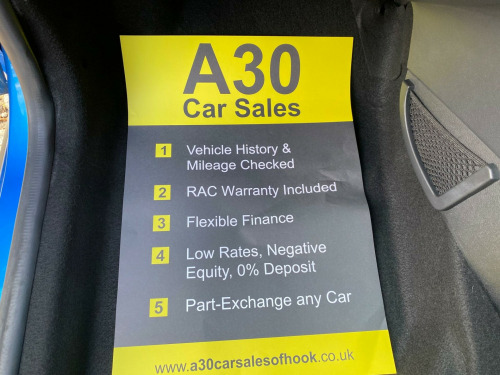 A30
Car Sales
1 Vehicle History &
Mileage Checked
2 RAC Warranty Included
3 Flexible Finance
4 Low Rates, Negative
Equity, 0% Deposit
5 Part-Exchange any Car
www.a30carsalesofhook.co.uk